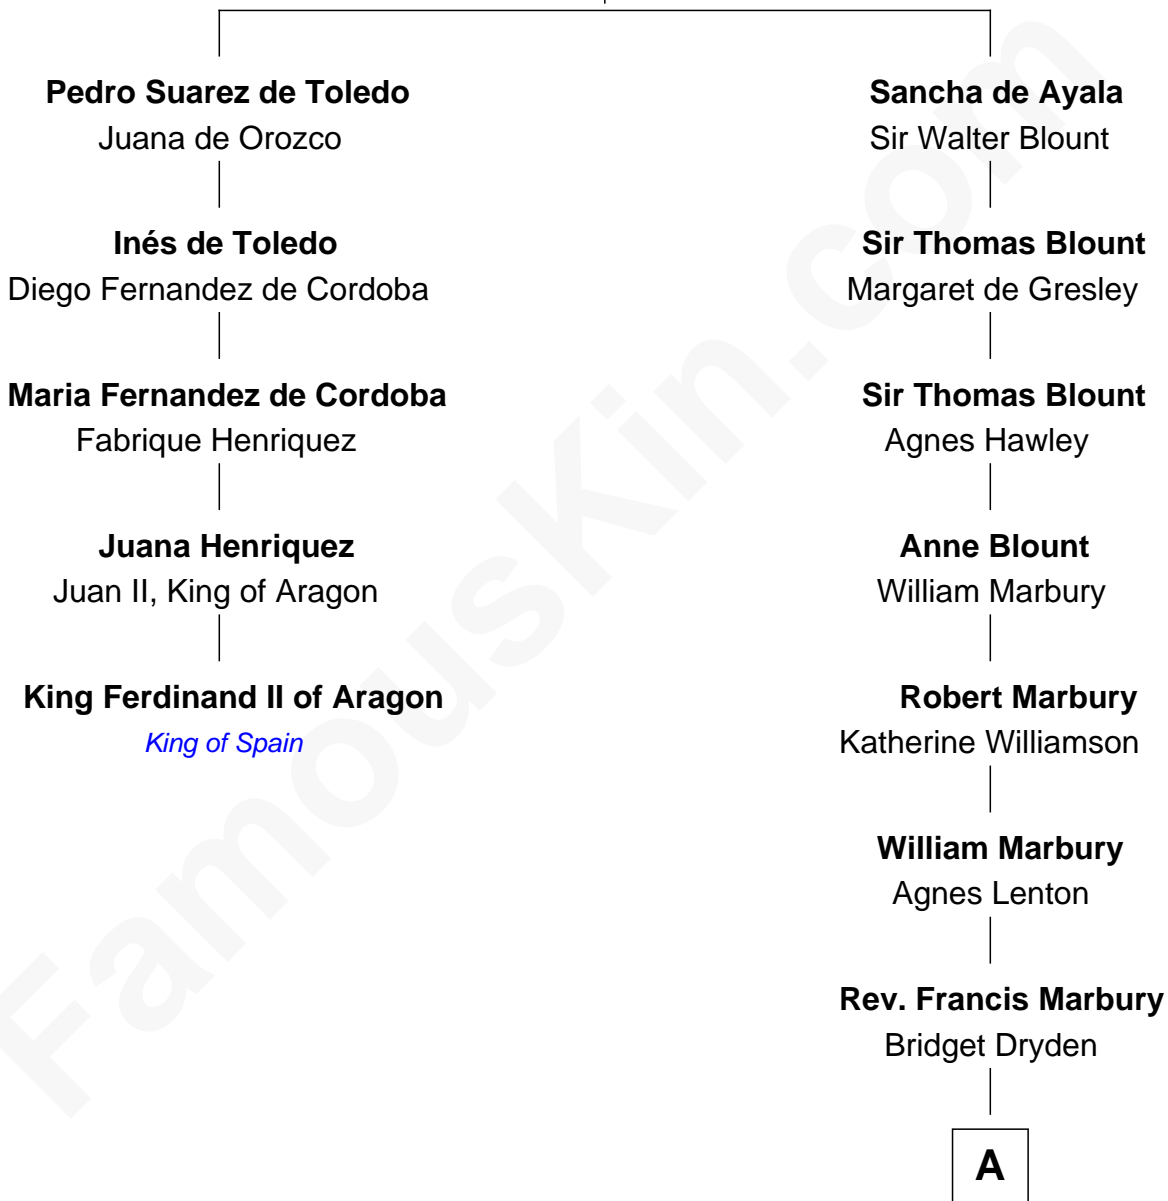 Pedro Suarez de Toledo
Juana de Orozco
Inés de Toledo
Diego Fernandez de Cordoba
Maria Fernandez de Cordoba
Fabrique Henriquez
Juana Henriquez
Juan II, King of Aragon
King Ferdinand II of Aragon
King of Spain
Sancha de Ayala
Sir Walter Blount
Sir Thomas Blount
Margaret de Gresley
Sir Thomas Blount
Agnes Hawley
Anne Blount
William Marbury
Robert Marbury
Katherine Williamson
William Marbury
Agnes Lenton
Rev. Francis Marbury
Bridget Dryden
A
FamousKin.com